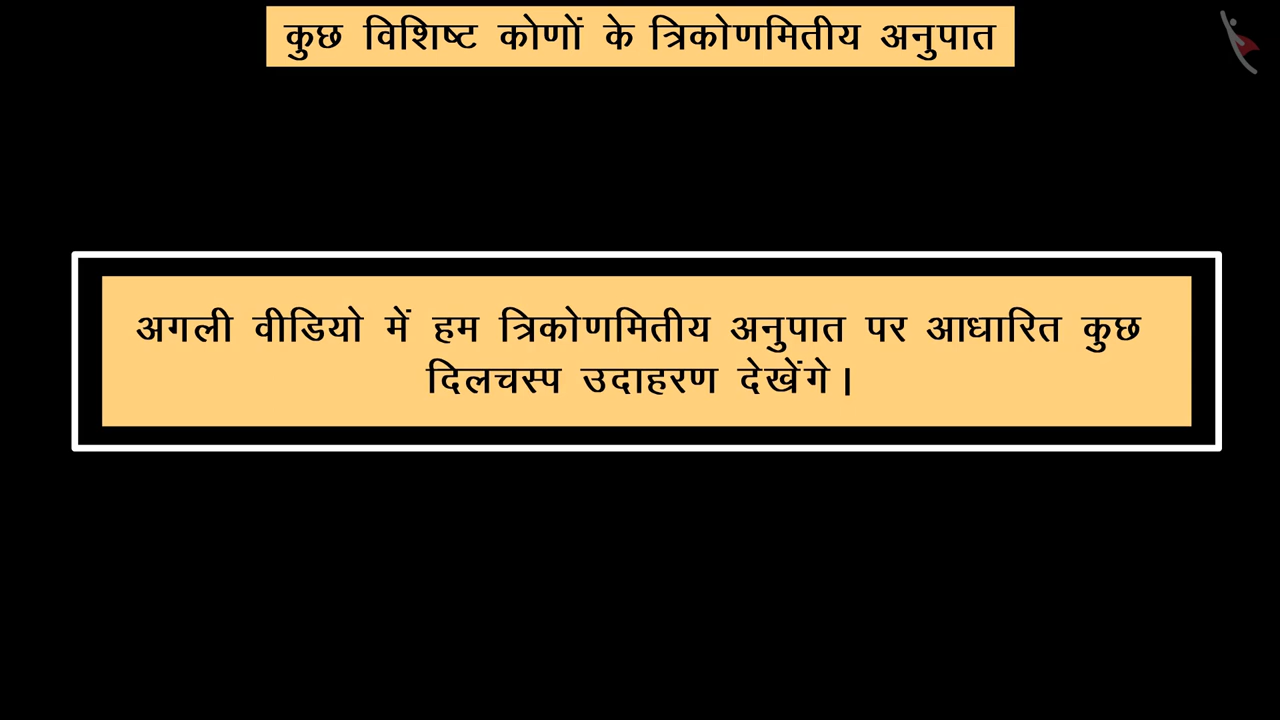 कुछ विशिष्ट कोणों के त्रिकोणमितीय अनुपात
अगली वीडियो में हम त्रिकोणमितीय अनुपात पर आधारित कुछ
दिलचस्प उदाहरण देखेंगे।